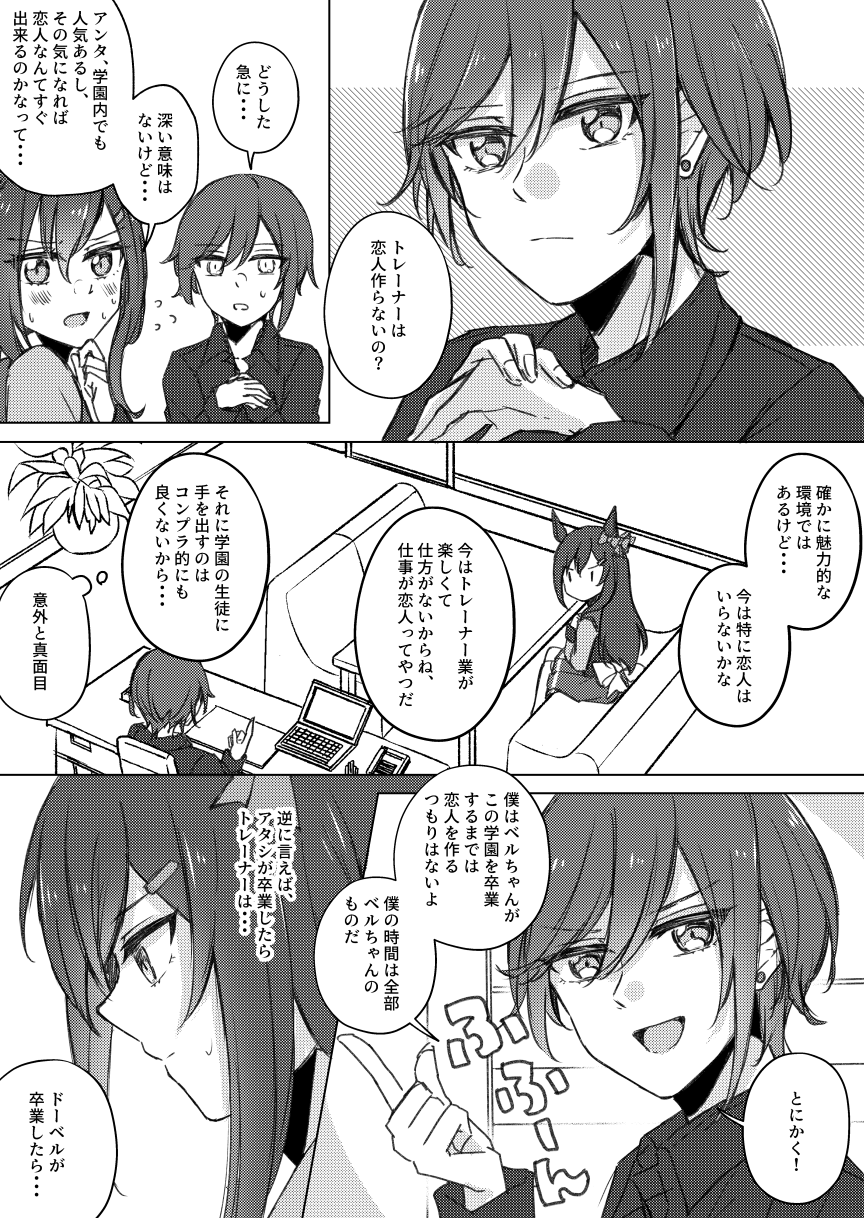 トレーナーは
恋人作らないの?
どうした
急に・・・
深い意味は
ないけど・・・
アンタ、学園内でも
人気あるし、
その気になれば
恋人なんてすぐ
出来るのかなって・・・
確かに魅力的な
環境では
あるけど・・・
今は特に恋人は
いらないかな
今はトレーナー業が
楽しくて
仕方がないからね、
仕事が恋人ってやつだ
それに学園の生徒に
手を出すのは
コンプラ的にも
良くないから・・・
意外と真面目
とにかく!
僕はベルちゃんが
この学園を卒業
するまでは
恋人を作る
つもりはないよ
僕の時間は全部
ベルちゃんの
ものだ
ふふーん
逆に言えば、
アタシが卒業したら
トレーナーは・・・
ドーベルが
卒業したら・・・